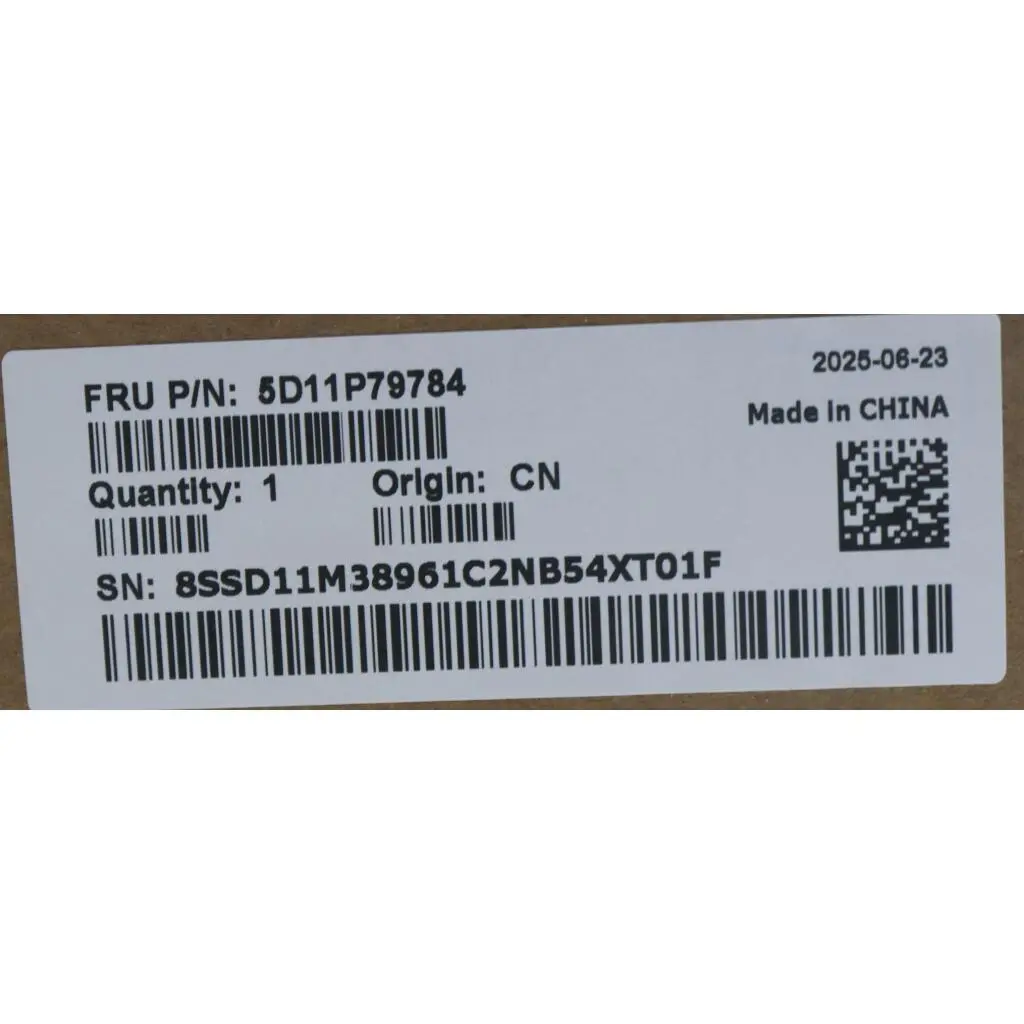 2025-06-23
FRU P/N: 5D11P79784
Made in CHINA
Quantity: 1 Origin: CN
SN: 8SSD11M38961C2NB54XT01F